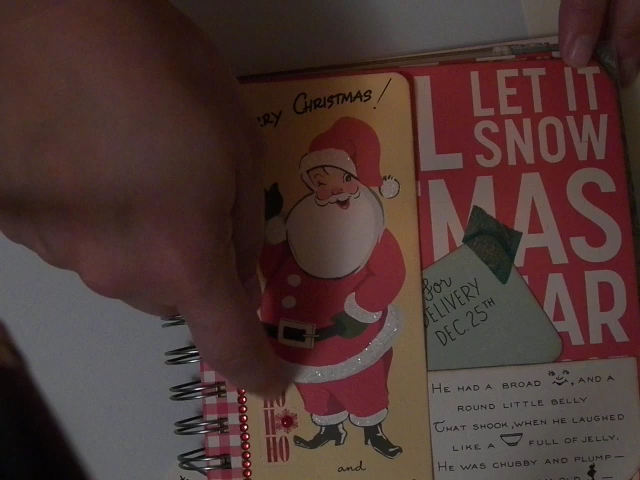 RY CHRISTMAS!
HO
HO
HO
and
LET IT
L SNOW
MAS
AR
for
DELIVERY
DEC. 25TH
HE HAD A BROAD , AND A
ROUND LITTLE BELLY
THAT SHOOK, WHEN HE LAUGHED
LIKE A FULL OF JELLY.
HE WAS CHUBBY AND PLUMP—